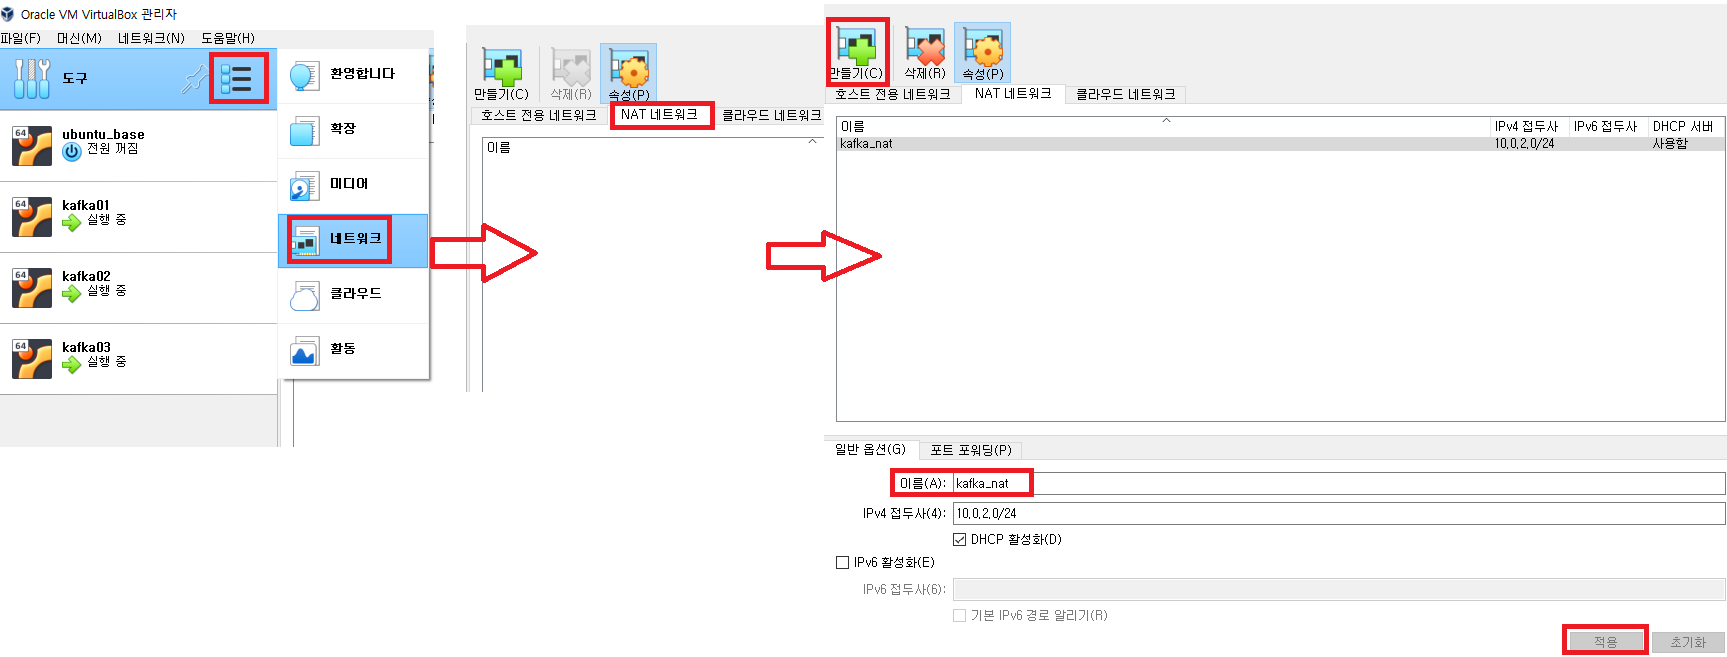 Oracle VM VirtualBox 관리자
파일(F) 머신(M) 네트워크(N) 도움말(H)
도구
64
ubuntu_base
전원 꺼짐
64
kafka01
실행 중
64
kafka02
실행 중
64
kafka03
실행 중
환영합니다
확장
미디어
네트워크
클라우드
활동
만들기(C) 삭제(R) 속성(P)
호스트 전용 네트워크 NAT 네트워크 클라우드 네트워크
이름
만들기(C) 삭제(R) 속성(P)
호스트 전용 네트워크 NAT 네트워크 클라우드 네트워크
이름 IPv4 접두사 IPv6 접두사 DHCP 서버
kafka_nat 10.0.2.0/24 사용함
일반 옵션(G) 포트 포워딩(P)
이름(A): kafka_nat
IPv4 접두사(4): 10.0.2.0/24
DHCP 활성화(D)
IPv6 활성화(E)
IPv6 접두사(6):
기본 IPv6 경로 알리기(R)
적용 초기화